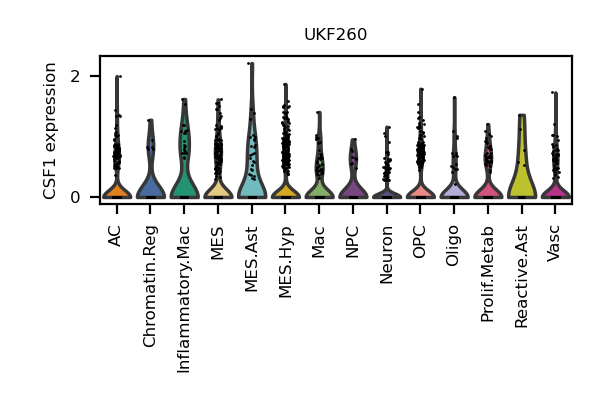 UKF260
CSF1 expression
2
0
AC
Chromatin.Reg
Inflammatory.Mac
MES
MES.Ast
MES.Hyp
Mac
NPC
Neuron
OPC
Oligo
Prolif.Metab
Reactive.Ast
Vasc